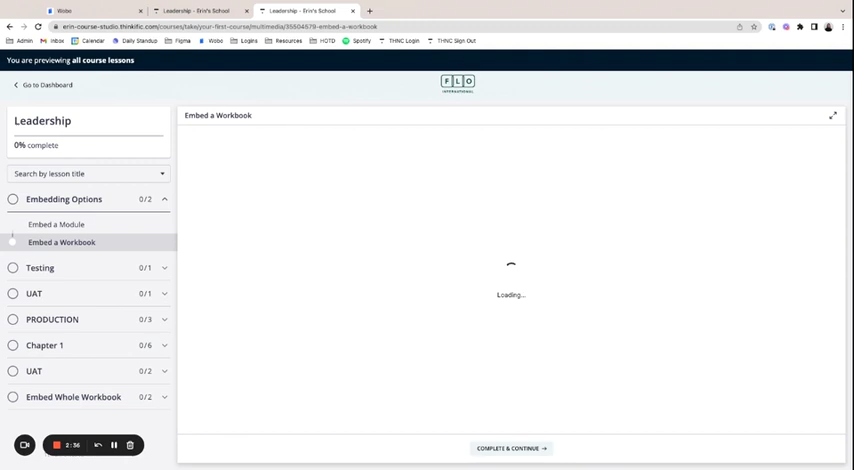 Wobo
Leadership - Erin's School
Leadership - Erin's School
erin-course-studio.thinkific.com/courses/take/your-first-course/multimedia/35504679-embed-a-workbook
Admin Inbox Calendar Daily Standup Figma Wobo Logins Resources HOTD Spotify THNC Login THNC Sign Out
You are previewing all course lessons
Go to Dashboard
FLO
INTERNATIONAL
Leadership
0% complete
Search by lesson title
Embedding Options 0/2
Embed a Module
Embed a Workbook
Testing 0/1
UAT 0/1
PRODUCTION 0/3
Chapter 1 0/6
UAT 0/2
Embed Whole Workbook 0/2
2:36
Embed a Workbook
Loading...
COMPLETE & CONTINUE →